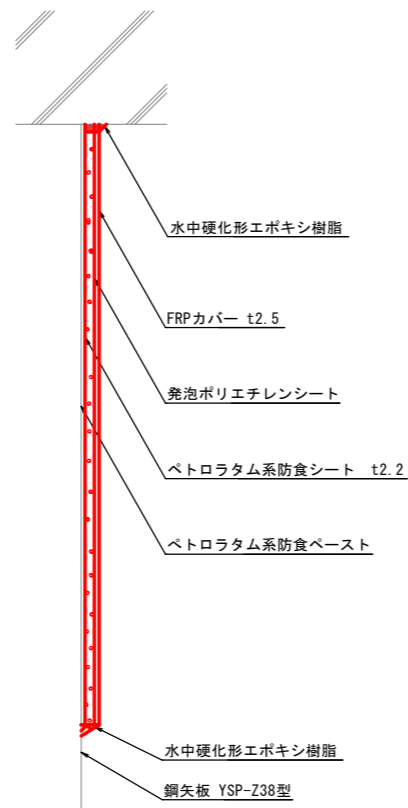 水中硬化形エポキシ樹脂
FRPカバー t2.5
発泡ポリエチレンシート
ペトロラタム系防食シート t2.2
ペトロラタム系防食ペースト
水中硬化形エポキシ樹脂
鋼矢板 YSP-Z38型